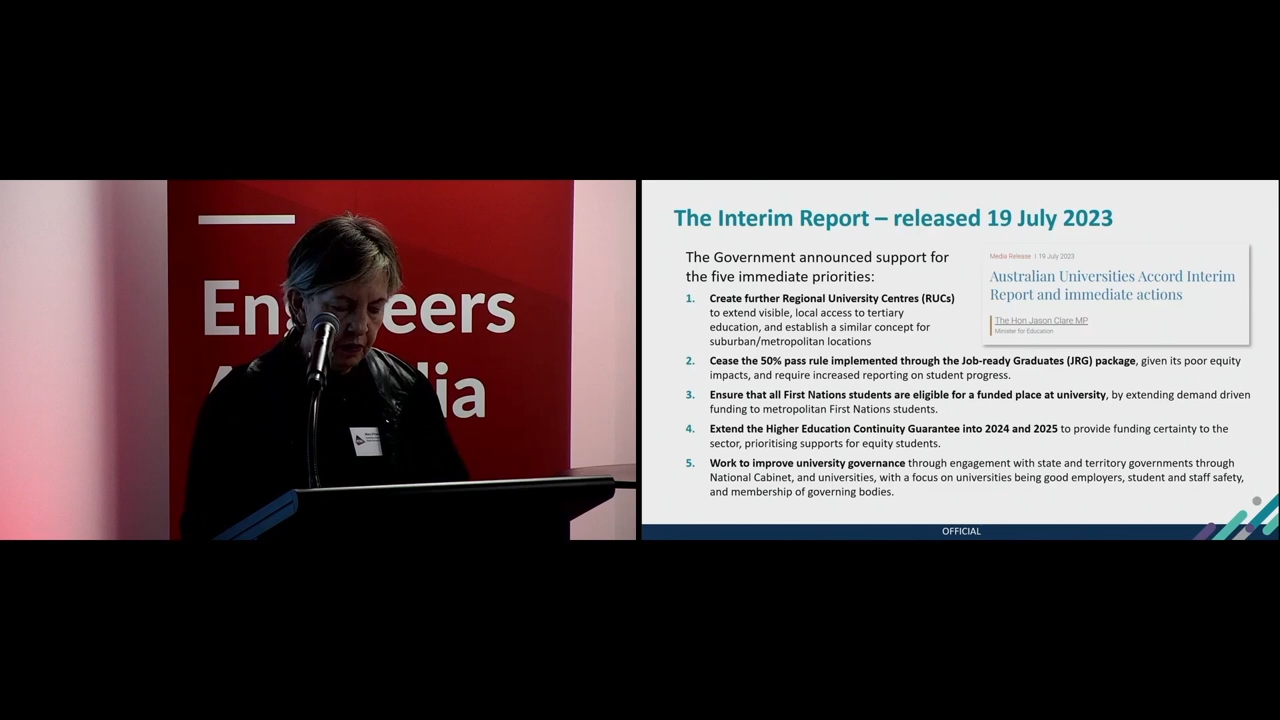 Engineers
Australia
The Interim Report – released 19 July 2023
The Government announced support for
the five immediate priorities:
Media Release | 19 July 2023
Australian Universities Accord Interim
Report and immediate actions
The Hon Jason Clare MP
Minister for Education
1. Create further Regional University Centres (RUCs)
to extend visible, local access to tertiary
education, and establish a similar concept for
suburban/metropolitan locations
2. Cease the 50% pass rule implemented through the Job-ready Graduates (JRG) package, given its poor equity
impacts, and require increased reporting on student progress.
3. Ensure that all First Nations students are eligible for a funded place at university, by extending demand driven
funding to metropolitan First Nations students.
4. Extend the Higher Education Continuity Guarantee into 2024 and 2025 to provide funding certainty to the
sector, prioritising supports for equity students.
5. Work to improve university governance through engagement with state and territory governments through
National Cabinet, and universities, with a focus on universities being good employers, student and staff safety,
and membership of governing bodies.
OFFICIAL